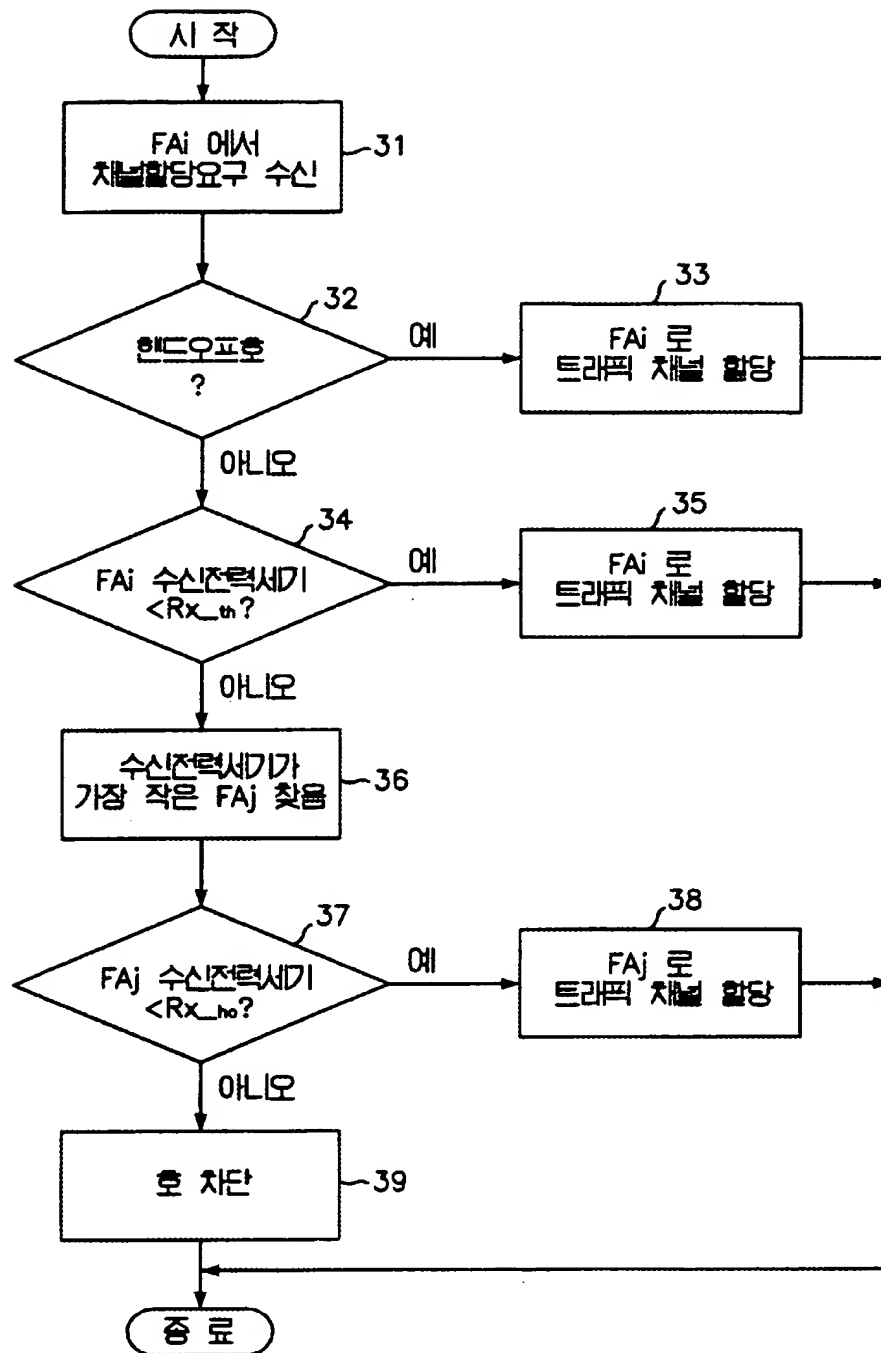 시 작
FAi 에서
채널할당요구 수신
31
32
핸드오프호
?
예
33
FAi 로
트래픽 채널 할당
아니오
34
FAi 수신전력세기
<Rx_th?
예
35
FAi 로
트래픽 채널 할당
아니오
수신전력세기가
가장 작은 FAj 찾음
36
37
FAj 수신전력세기
<Rx_ho?
예
38
FAj 로
트래픽 채널 할당
아니오
호 차단
39
종 료